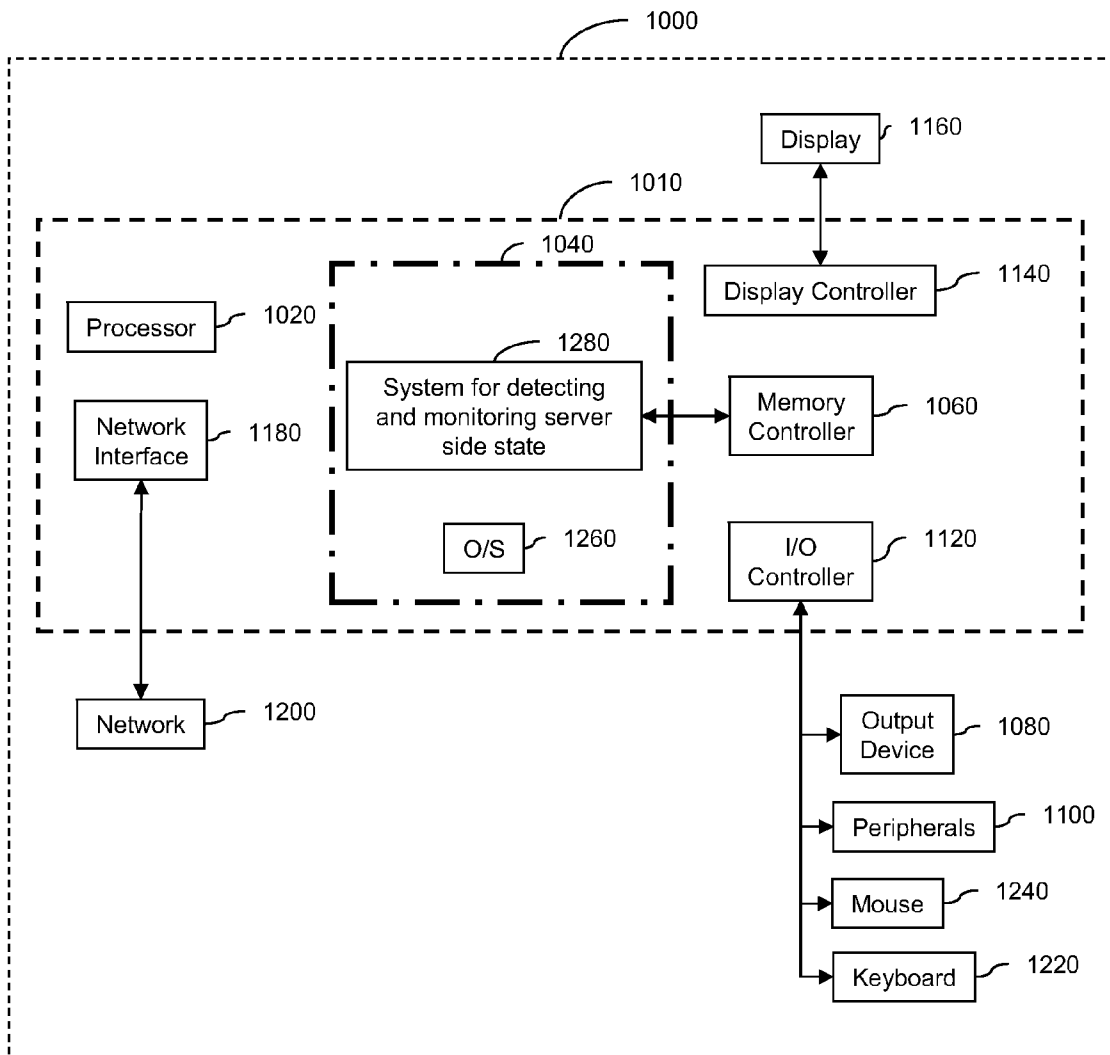 1000
Display
1160
1010
1040
Display Controller
1140
Processor
1020
1280
System for detecting
and monitoring server
side state
Memory
Controller
1060
Network
Interface
1180
O/S
1260
I/O
Controller
1120
Network
1200
Output
Device
1080
Peripherals
1100
Mouse
1240
Keyboard
1220